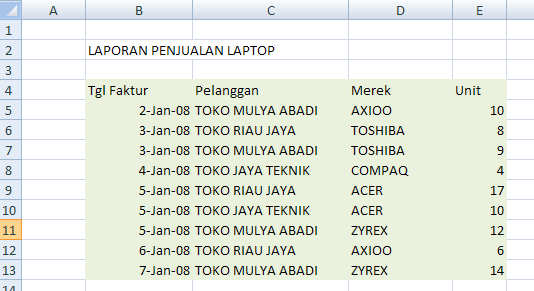 A B C D E
1
2 LAPORAN PENJUALAN LAPTOP
3
4 Tgl Faktur Pelanggan Merek Unit
5 2-Jan-08 TOKO MULYA ABADI AXIOO 10
6 3-Jan-08 TOKO RIAU JAYA TOSHIBA 8
7 3-Jan-08 TOKO MULYA ABADI TOSHIBA 9
8 4-Jan-08 TOKO JAYA TEKNIK COMPAQ 4
9 5-Jan-08 TOKO RIAU JAYA ACER 17
10 5-Jan-08 TOKO JAYA TEKNIK ACER 10
11 5-Jan-08 TOKO MULYA ABADI ZYREX 12
12 6-Jan-08 TOKO RIAU JAYA AXIOO 6
13 7-Jan-08 TOKO MULYA ABADI ZYREX 14
14